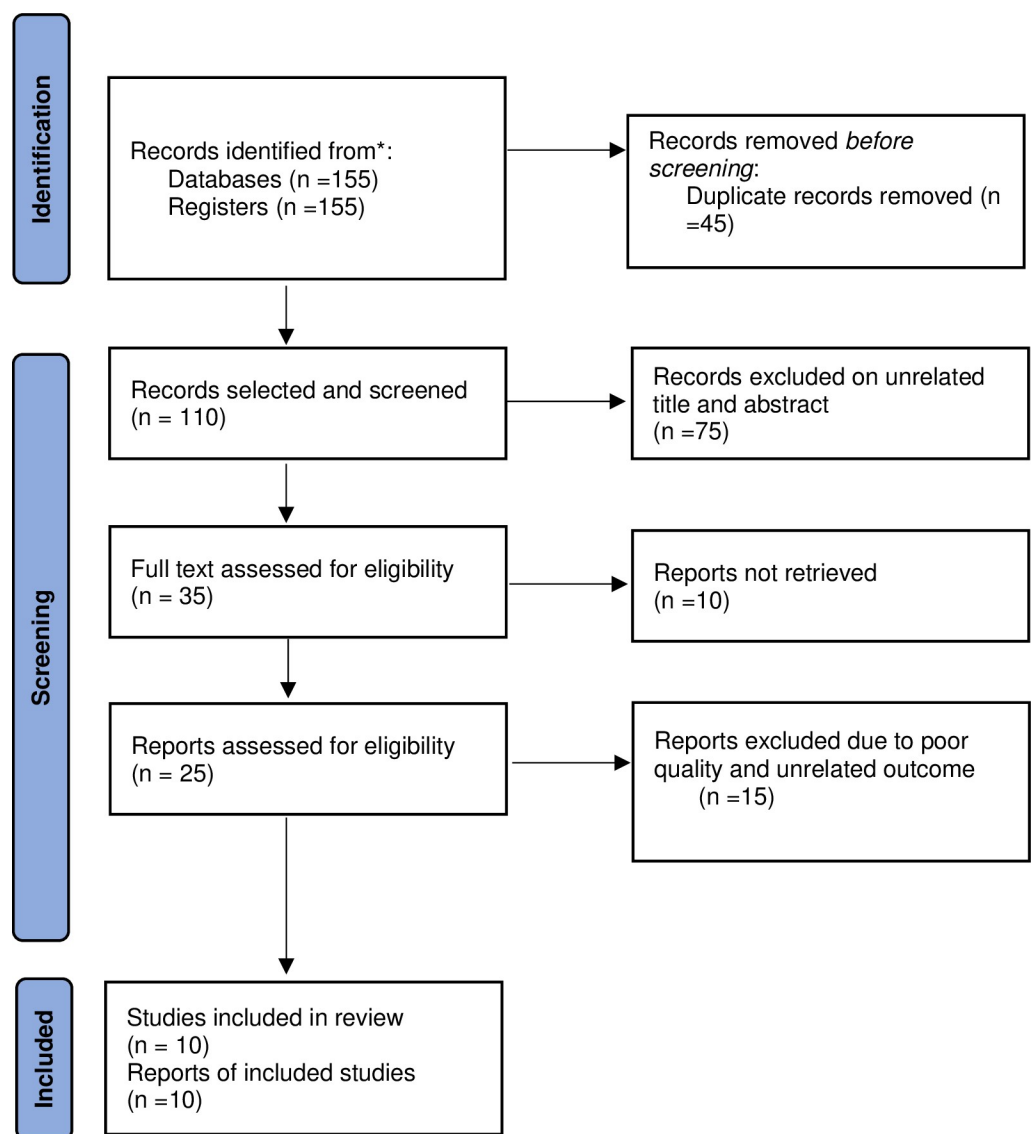 Identification
Records identified from*:
Databases (n =155)
Registers (n =155)
Records removed before
screening:
Duplicate records removed (n
=45)
Screening
Records selected and screened
(n = 110)
Records excluded on unrelated
title and abstract
(n =75)
Full text assessed for eligibility
(n = 35)
Reports not retrieved
(n =10)
Reports assessed for eligibility
(n = 25)
Reports excluded due to poor
quality and unrelated outcome
(n =15)
Included
Studies included in review
(n = 10)
Reports of included studies
(n =10)